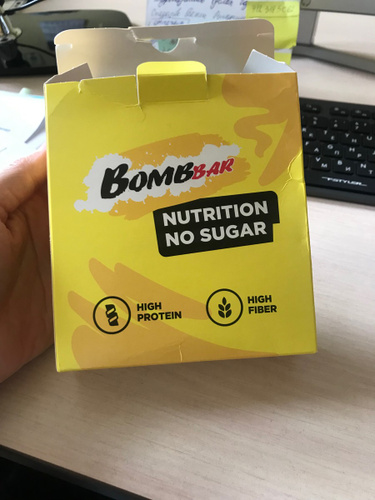 BOMBBAR
NUTRITION
NO SUGAR
HIGH
PROTEIN
HIGH
FIBER